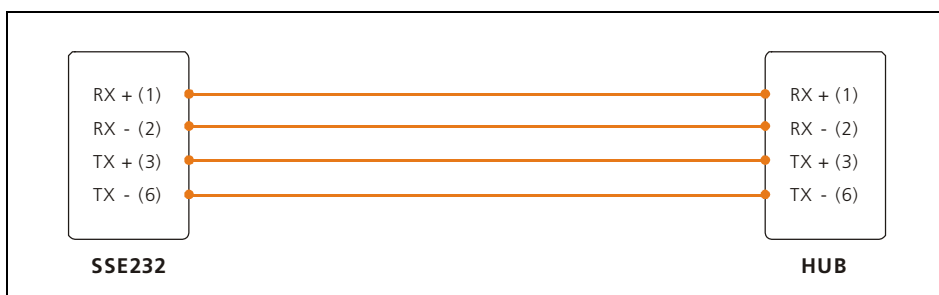 RX + (1) RX + (1)
RX - (2) RX - (2)
TX + (3) TX + (3)
TX - (6) TX - (6)
SSE232 HUB